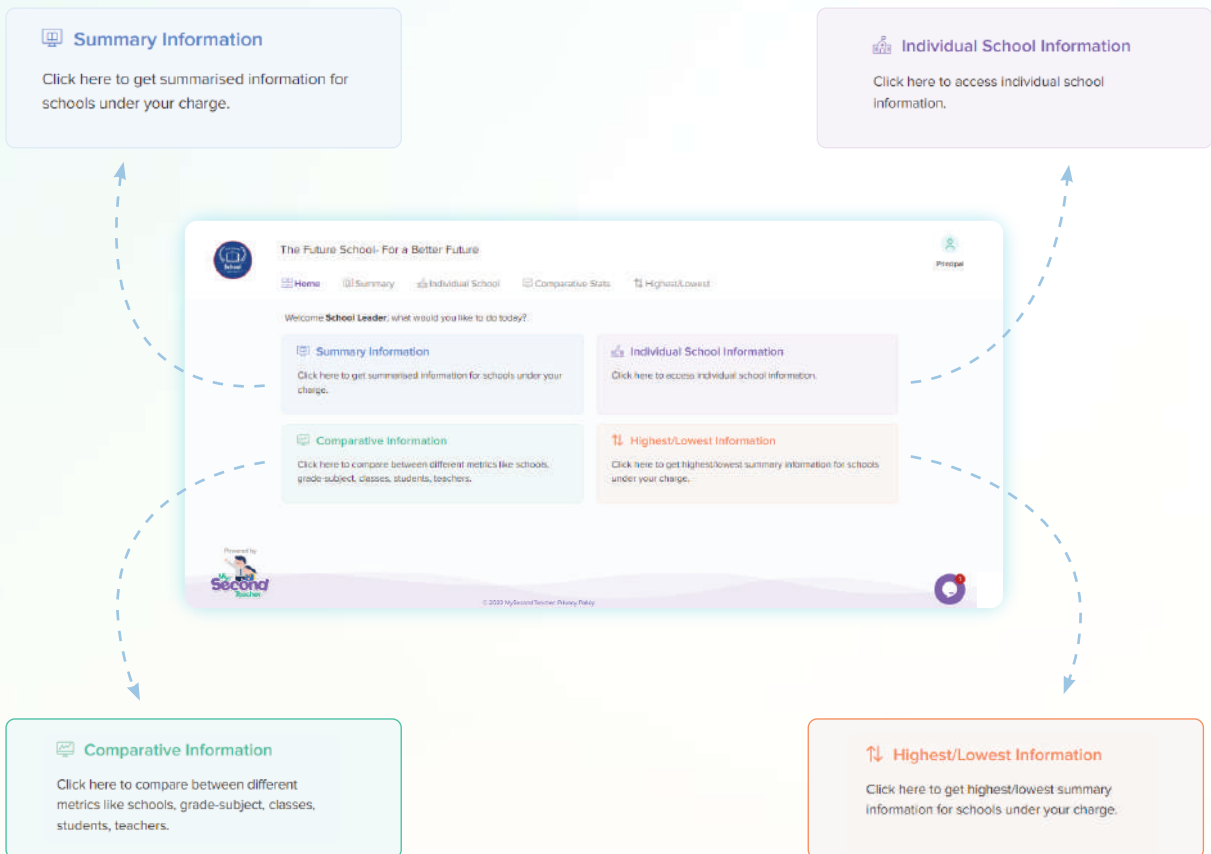 Summary Information
Click here to get summarised information for
schools under your charge.
Individual School Information
Click here to access individual school
information.
School
The Future School- For a Better Future
Principal
Home Summary Individual School Comparative Stats Highest/Lowest
Welcome School Leader, what would you like to do today?
Summary Information
Click here to get summarised information for schools under your
charge.
Individual School Information
Click here to access individual school information.
Comparative Information
Click here to compare between different metrics like schools,
grade-subject, classes, students, teachers.
Highest/Lowest Information
Click here to get highest/lowest summary information for schools
under your charge.
Powered by
My
Second
Teacher
MySecondTeacher Privacy Policy
1
Comparative Information
Click here to compare between different
metrics like schools, grade-subject, classes,
students, teachers.
Highest/Lowest Information
Click here to get highest/lowest summary
information for schools under your charge.